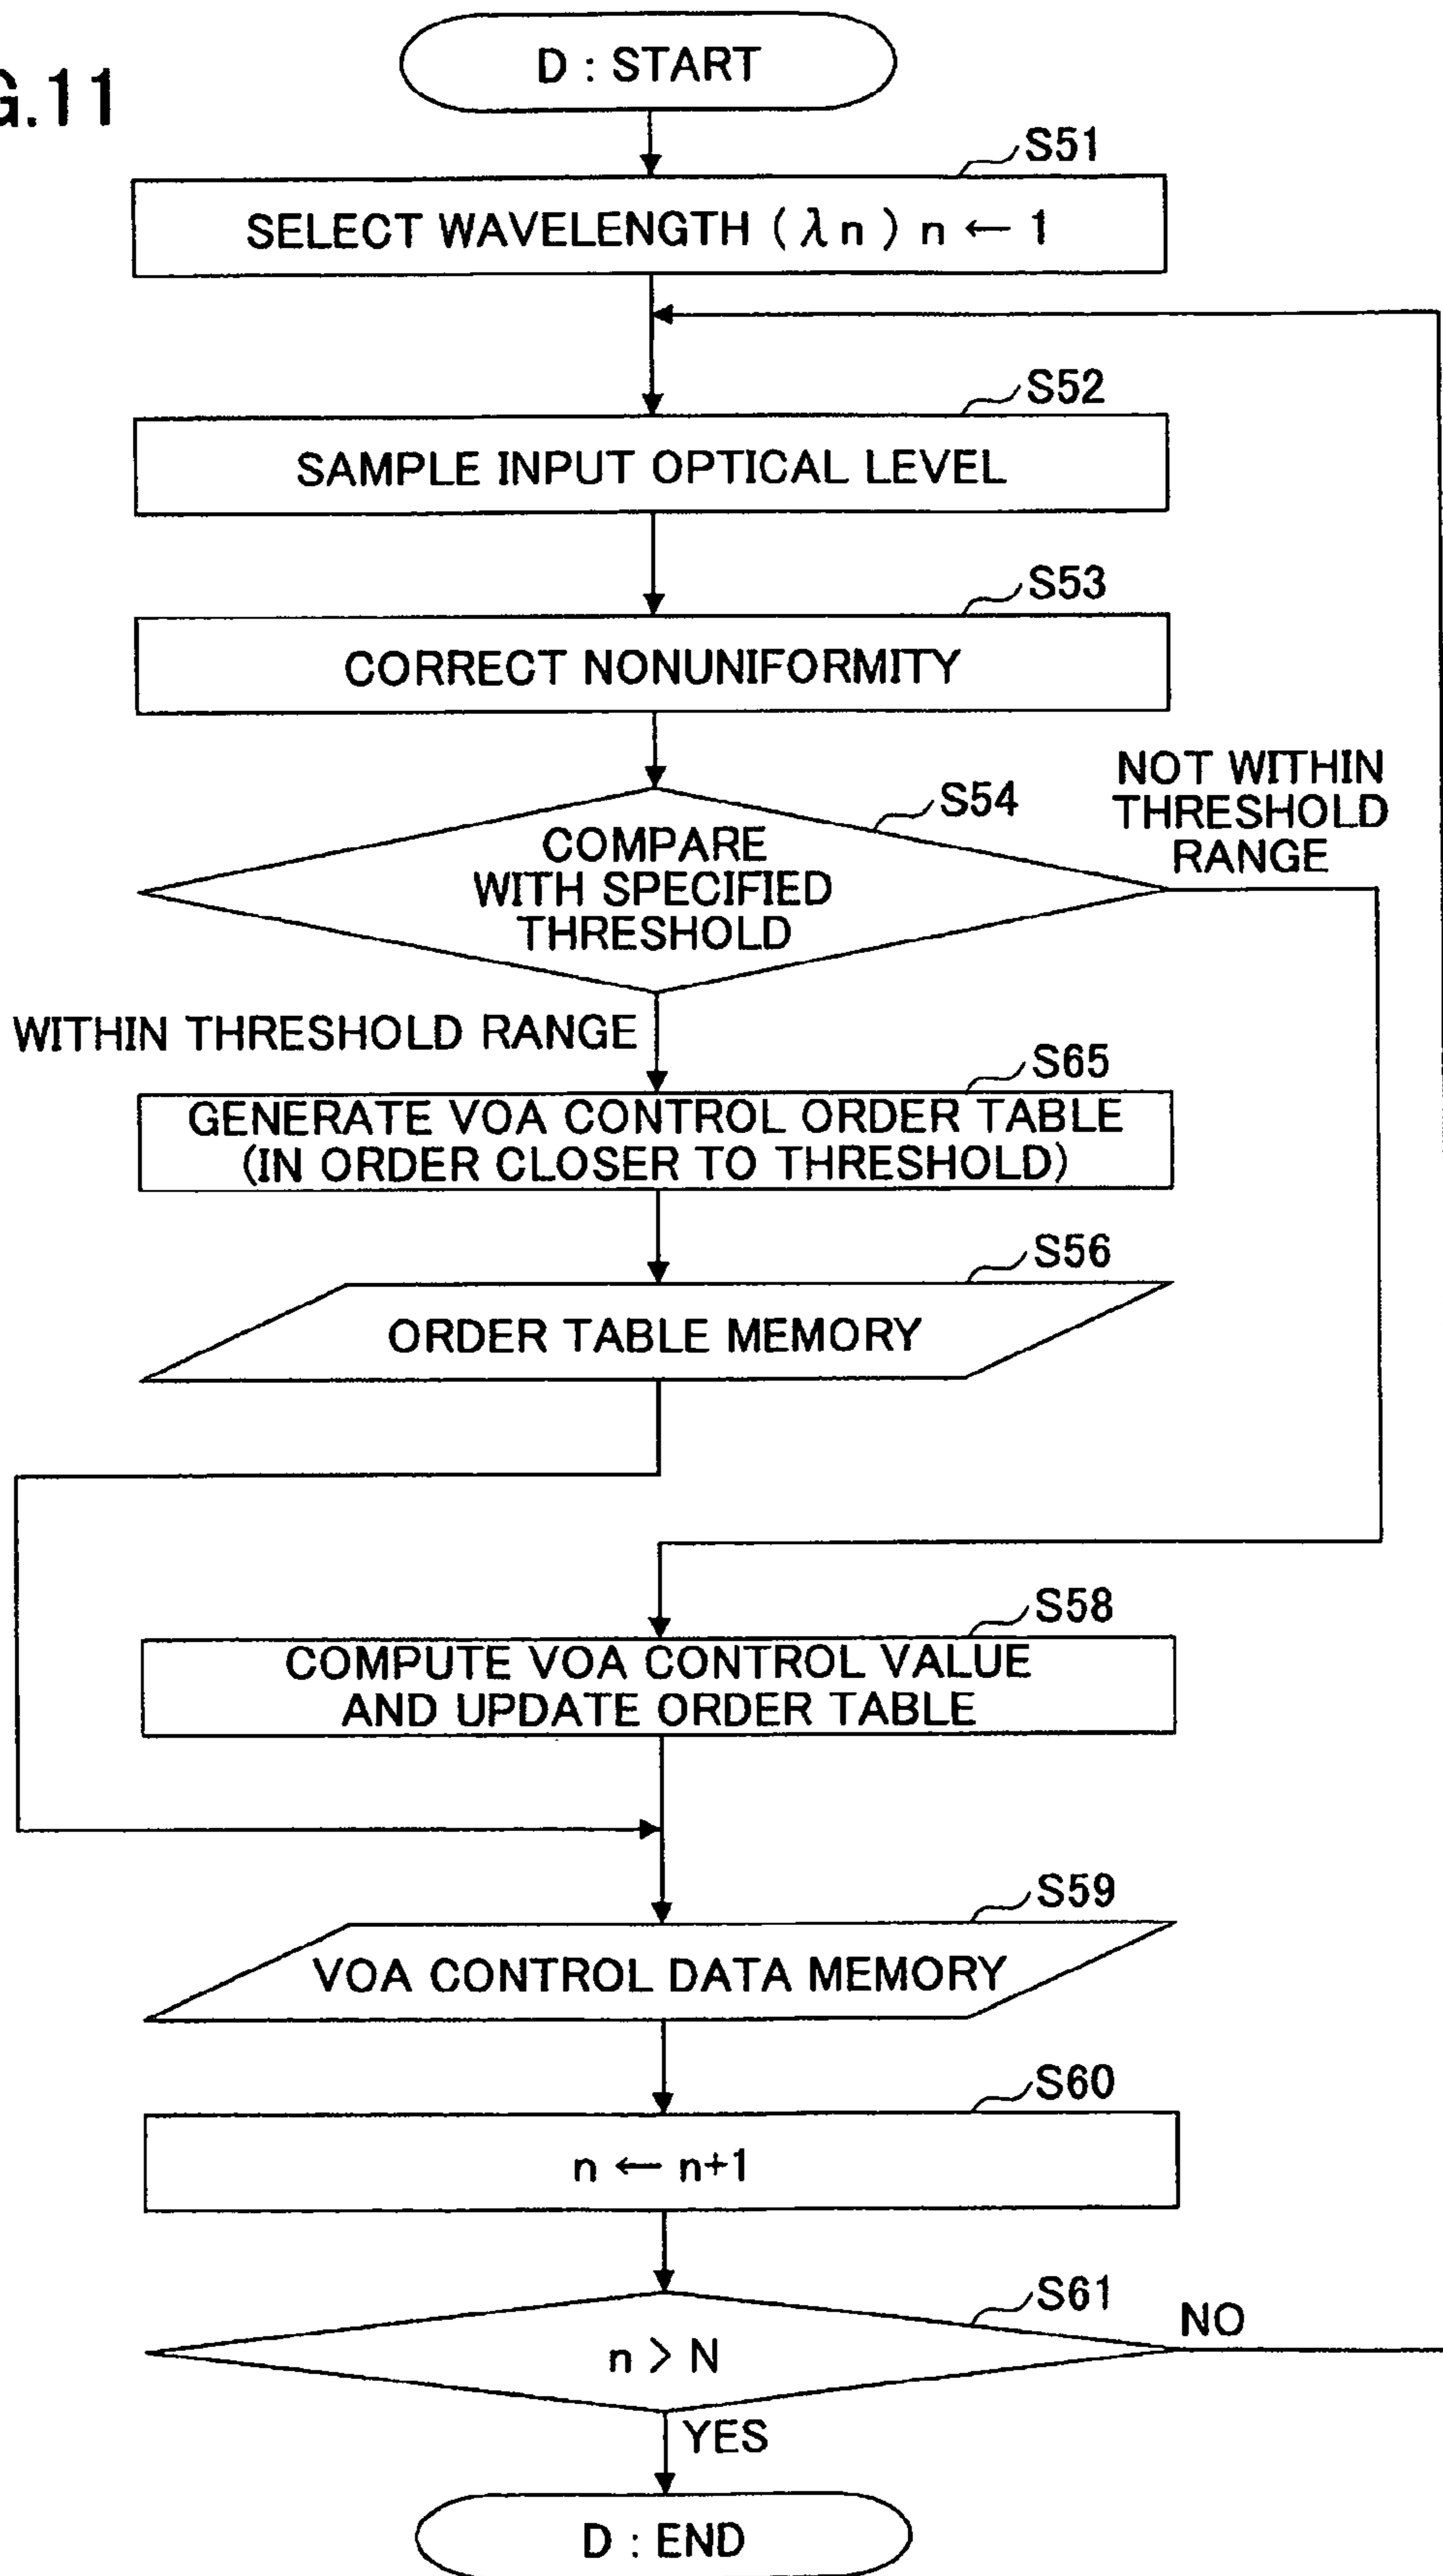 G.11
D : START
S51
SELECT WAVELENGTH ( λn ) n ← 1
S52
SAMPLE INPUT OPTICAL LEVEL
S53
CORRECT NONUNIFORMITY
S54
NOT WITHIN
THRESHOLD
RANGE
COMPARE
WITH SPECIFIED
THRESHOLD
WITHIN THRESHOLD RANGE
S65
GENERATE VOA CONTROL ORDER TABLE
(IN ORDER CLOSER TO THRESHOLD)
S56
ORDER TABLE MEMORY
S58
COMPUTE VOA CONTROL VALUE
AND UPDATE ORDER TABLE
S59
VOA CONTROL DATA MEMORY
S60
n ← n+1
S61
n > N
NO
YES
D : END